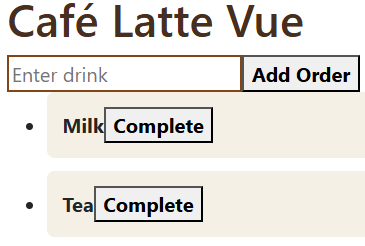 Café Latte Vue
Enter drink Add Order
Milk Complete
Tea Complete